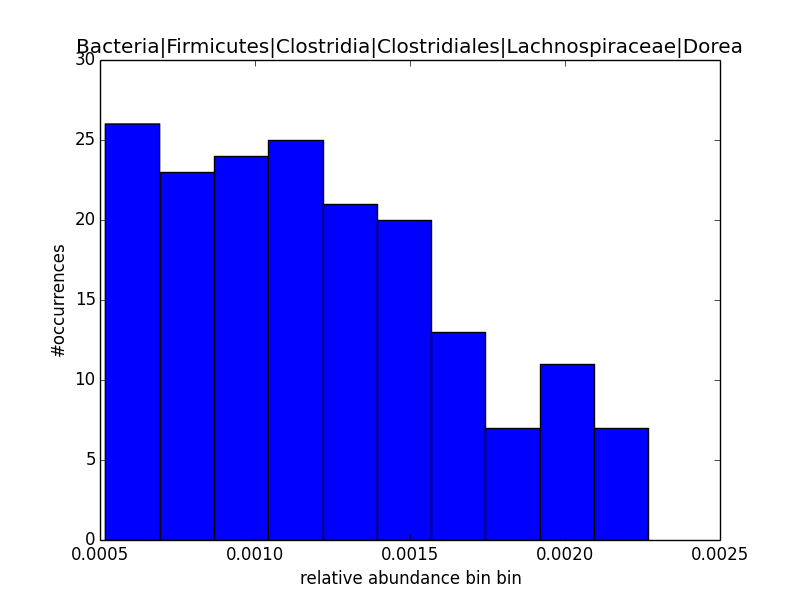 Bacteria|Firmicutes|Clostridia|Clostridiales|Lachnospiraceae|Dorea
30
25
20
15
10
5
0
#occurrences
0.0005 0.0010 0.0015 0.0020 0.0025
relative abundance bin bin